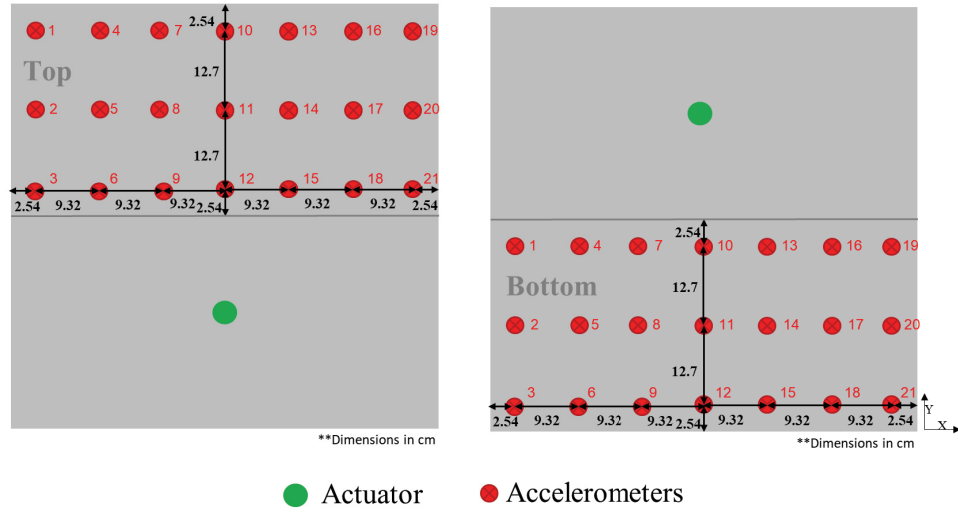 2.54
1 4 7 10 13 16 19
Top
12.7
2 5 8 11 14 17 20
12.7
3 6 9 12 15 18 21
2.54 9.32 9.32 9.32 2.54 9.32 9.32 9.32 2.54
**Dimensions in cm
2.54
1 4 7 10 13 16 19
Bottom
12.7
2 5 8 11 14 17 20
12.7
3 6 9 12 15 18 21
2.54 9.32 9.32 9.32 2.54 9.32 9.32 9.32 2.54
Y
X
**Dimensions in cm
Actuator
Accelerometers